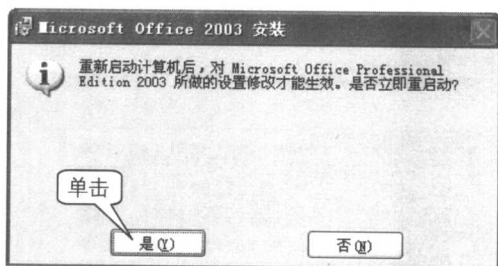 Microsoft Office 2003 安装
重新启动计算机后，对 Microsoft Office Professional
Edition 2003 所做的设置修改才能生效。是否立即重启动?
单击
是(Y)
否(N)